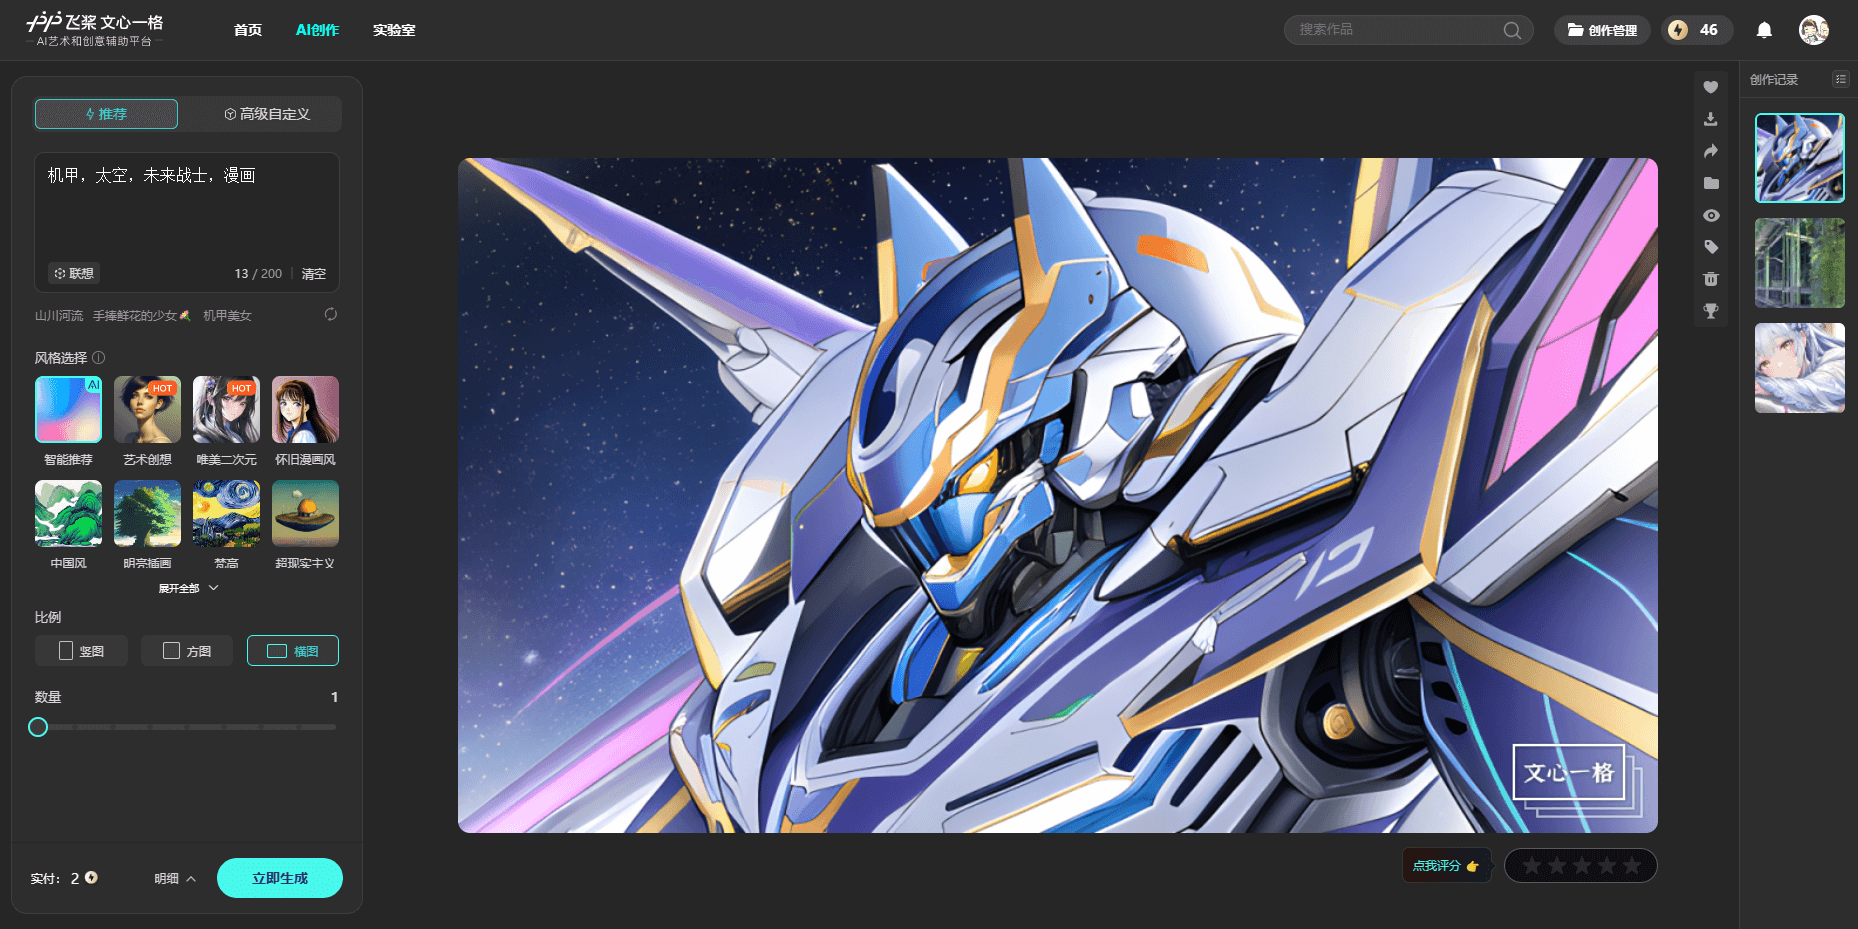 飞桨 文心一格
AI艺术和创意辅助平台
首页 AI创作 实验室
搜索作品
创作管理
46
推荐
高级自定义
机甲，太空，未来战士，漫画
联想
13 / 200
清空
山川河流 手捧鲜花的少女 机甲美女
风格选择
AI
HOT
HOT
智能推荐 艺术创想 唯美二次元 怀旧漫画风
中国风 明亮插画 梵高 超现实主义
展开全部
比例
竖图 方图 横图
数量 1
实付： 2
明细
立即生成
文心一格
点我评分
创作记录